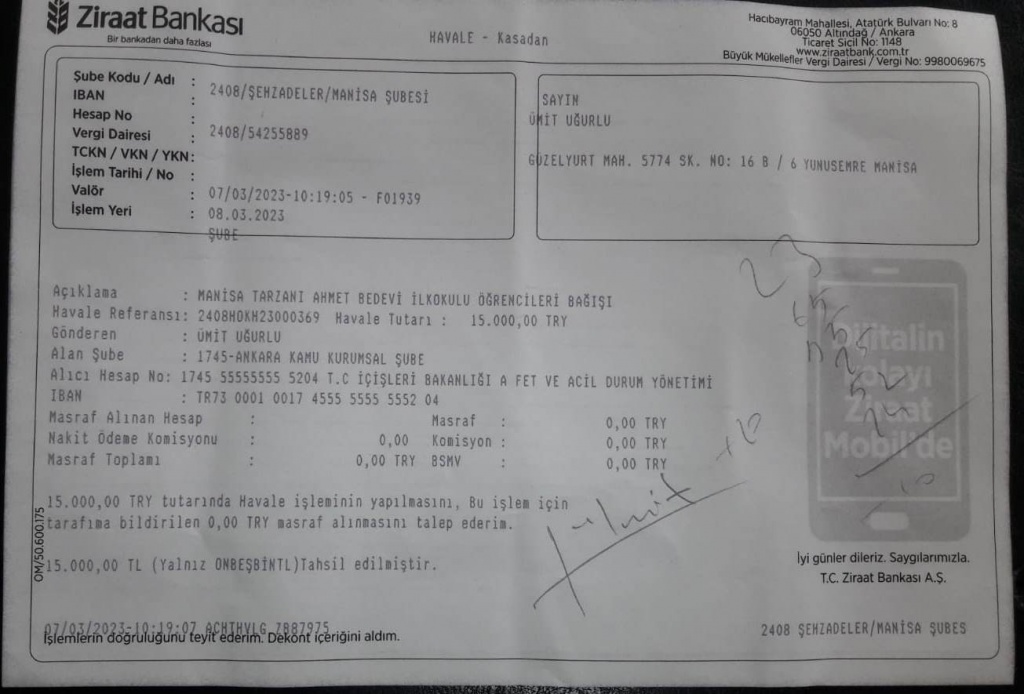 Ziraat Bankası
Bir bankadan daha fazlası
HAVALE - Kasadan
Hacıbayram Mahallesi, Atatürk Bulvarı No: 8
06050 Altındağ / Ankara
Ticaret Sicil No: 1148
www.ziraatbank.com.tr
Büyük Mükellefler Vergi Dairesi / Vergi No: 9980069675
Şube Kodu / Adı : 2408/ŞEHZADELER/MANİSA ŞUBESİ
IBAN :
Hesap No : 2408/54255889
Vergi Dairesi :
TCKN / VKN / YKN:
İşlem Tarihi / No : 07/03/2023-10:19:05 - F01939
Valör : 08.03.2023
İşlem Yeri : ŞUBE
SAYIN
ÜMİT UĞURLU
GÜZELYURT MAH. 5774 SK. NO: 16 B / 6 YUNUSEMRE MANİSA
Açıklama : MANİSA TARZANI AHMET BEDEVİ İLKOKULU ÖĞRENCİLERİ BAĞIŞI
Havale Referansı: 2408HOKH23000369 Havale Tutarı : 15.000,00 TRY
Gönderen : ÜMİT UĞURLU
Alan Şube : 1745-ANKARA KAMU KURUMSAL ŞUBE
Alıcı Hesap No: 1745 55555555 5204 T.C İÇİŞLERİ BAKANLIĞI A FET VE ACİL DURUM YÖNETİMİ
IBAN : TR73 0001 0017 4555 5555 5552 04
Masraf Alınan Hesap : Masraf : 0,00 TRY
Nakit Ödeme Komisyonu : 0,00 Komisyon : 0,00 TRY
Masraf Toplamı : 0,00 TRY BSMV : 0,00 TRY
15.000,00 TRY tutarında Havale işleminin yapılmasını, Bu işlem için
tarafıma bildirilen 0,00 TRY masraf alınmasını talep ederim.
15.000,00 TL (Yalnız ONBEŞBİNTL)Tahsil edilmiştir.
OM/50.600.175
Dijitalin
kolayı
Ziraat
Mobil'de
23
İyi günler dileriz. Saygılarımızla.
T.C. Ziraat Bankası A.Ş.
07/03/2023-10:19:07 ACHTHVLG Z887975
İşlemlerin doğruluğunu teyit ederim. Dekont içeriğini aldım.
2408 ŞEHZADELER/MANİSA ŞUBES